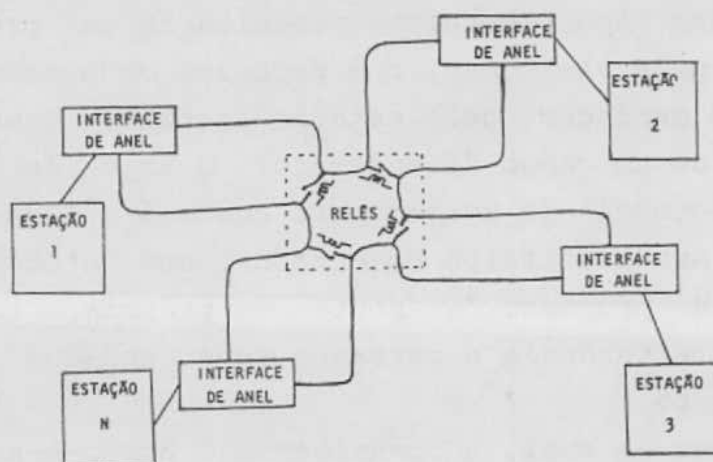 INTERFACE
DE ANEL
ESTAÇÃO
2
INTERFACE
DE ANEL
ESTAÇÃO
1
RELÊS
INTERFACE
DE ANEL
ESTAÇÃO
3
INTERFACE
DE ANEL
ESTAÇÃO
N